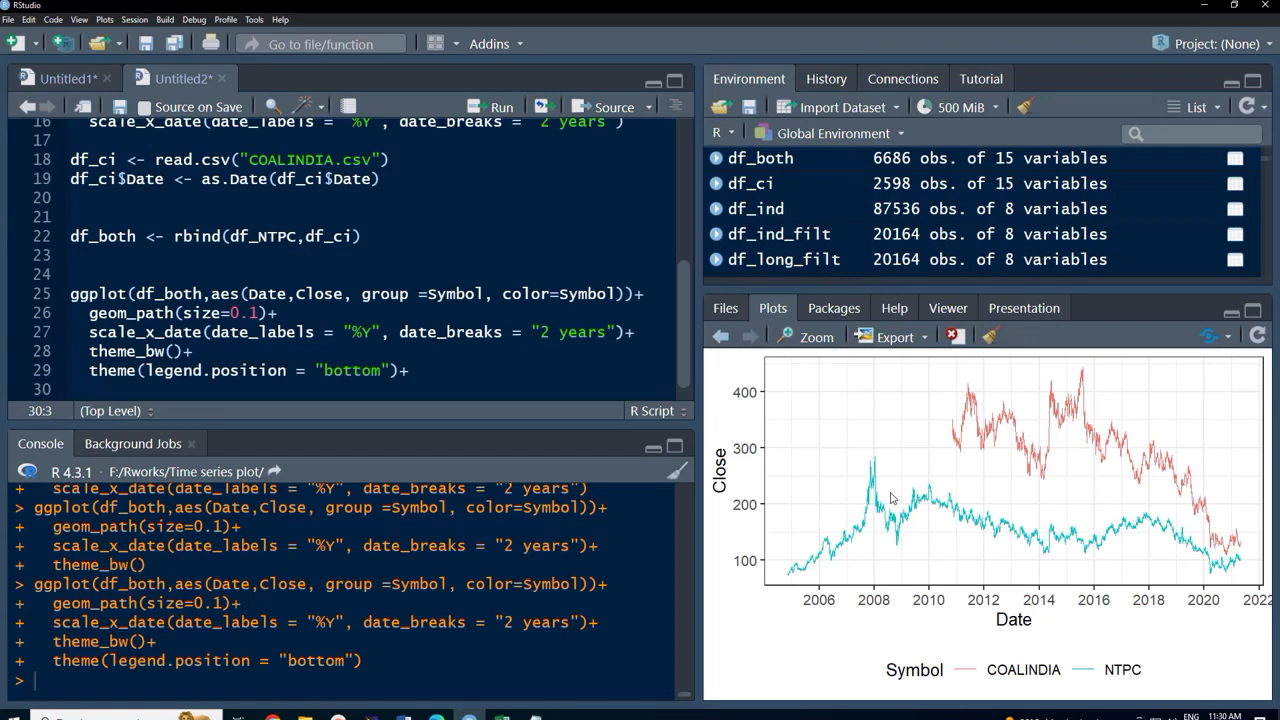 RStudio
File Edit Code View Plots Session Build Debug Profile Tools Help
Go to file/function
Addins
Project: (None)
Untitled1*
Untitled2*
Source on Save
Run
Source
16 scale_x_date(date_labels = "%Y", date_breaks = "2 years")
17
18 df_ci <- read.csv("COALINDIA.csv")
19 df_ci$Date <- as.Date(df_ci$Date)
20
21
22 df_both <- rbind(df_NTPC,df_ci)
23
24
25 ggplot(df_both,aes(Date,Close, group =Symbol, color=Symbol))+
26 geom_path(size=0.1)+
27 scale_x_date(date_labels = "%Y", date_breaks = "2 years")+
28 theme_bw()+
29 theme(legend.position = "bottom")+
30
30:3 (Top Level) R Script
Console Background Jobs
R 4.3.1 · F:/Rworks/Time series plot/
+ scale_x_date(date_labels = "%Y", date_breaks = "2 years")
> ggplot(df_both,aes(Date,Close, group =Symbol, color=Symbol))+
+ geom_path(size=0.1)+
+ scale_x_date(date_labels = "%Y", date_breaks = "2 years")+
+ theme_bw()
> ggplot(df_both,aes(Date,Close, group =Symbol, color=Symbol))+
+ geom_path(size=0.1)+
+ scale_x_date(date_labels = "%Y", date_breaks = "2 years")+
+ theme_bw()+
+ theme(legend.position = "bottom")
>
Environment History Connections Tutorial
Import Dataset 500 MiB List
R Global Environment
df_both 6686 obs. of 15 variables
df_ci 2598 obs. of 15 variables
df_ind 87536 obs. of 8 variables
df_ind_filt 20164 obs. of 8 variables
df_long_filt 20164 obs. of 8 variables
Files Plots Packages Help Viewer Presentation
Zoom Export
400
300
200
100
Close
2006 2008 2010 2012 2014 2016 2018 2020 2022
Date
Symbol COALINDIA NTPC
ENG 11:30 AM